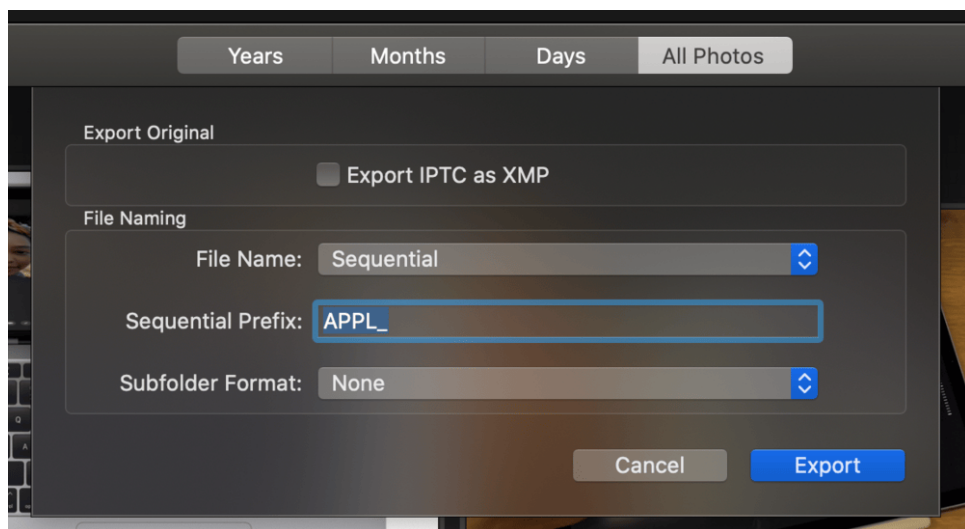 Years Months Days All Photos
Export Original
Export IPTC as XMP
File Naming
File Name: Sequential
Sequential Prefix: APPL_
Subfolder Format: None
Q
A
Cancel Export